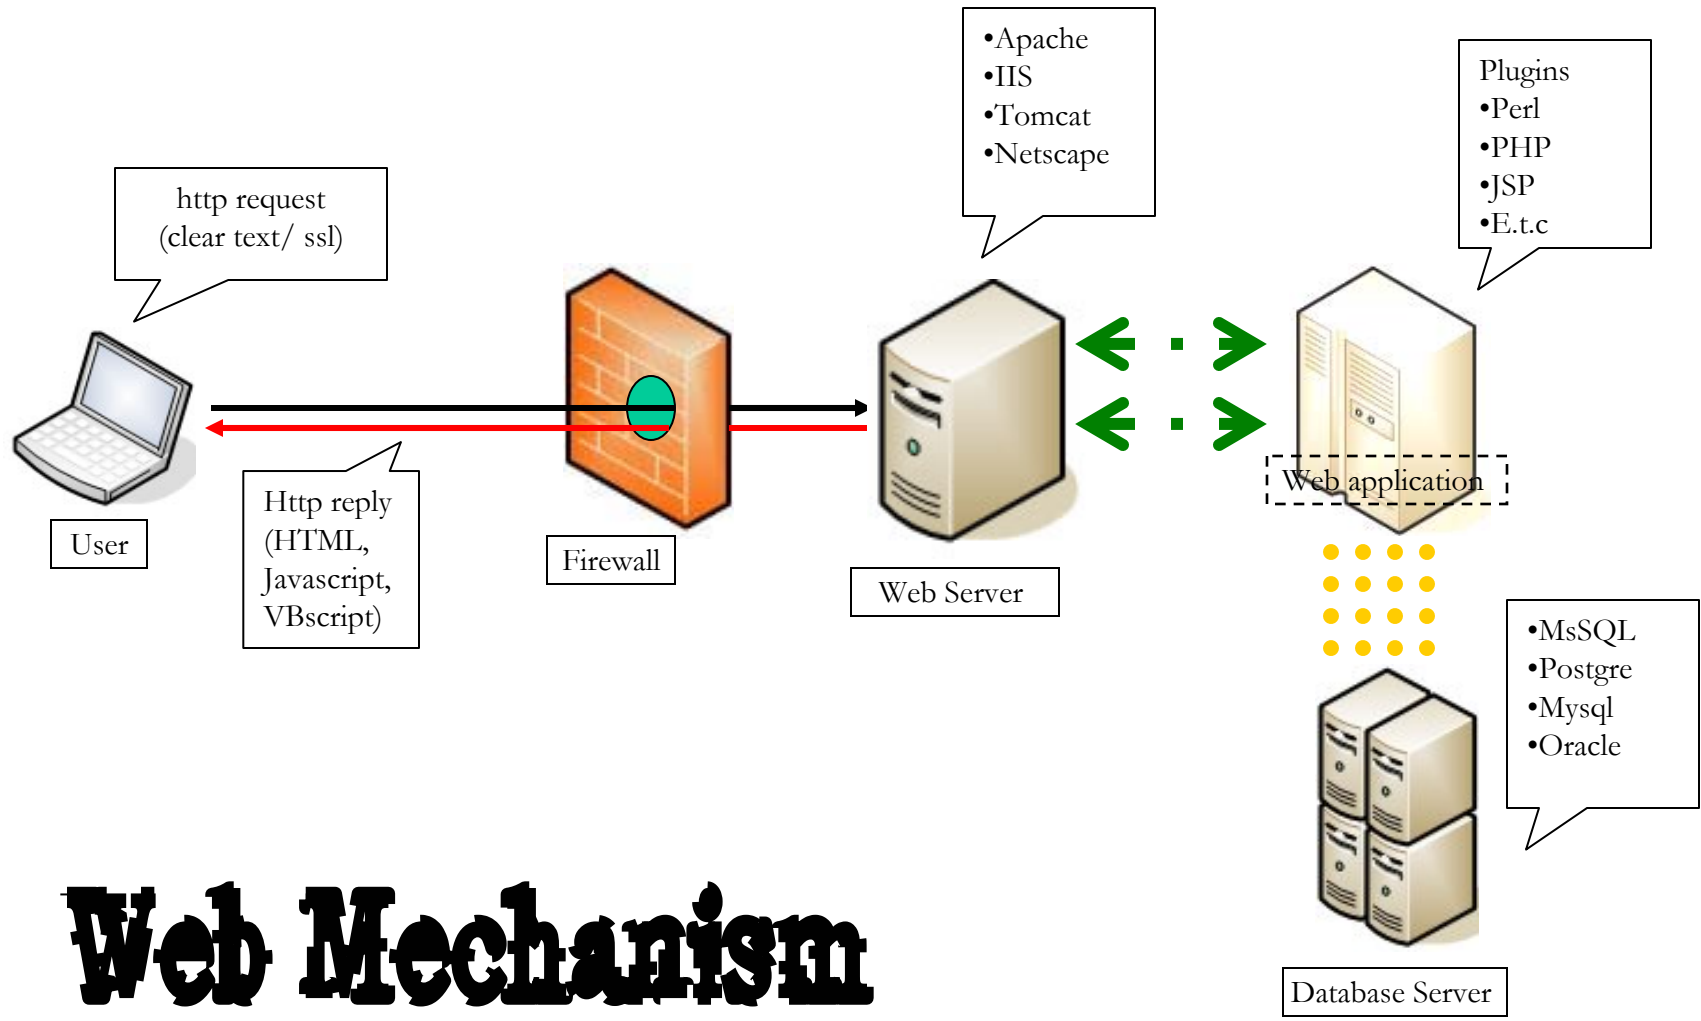 •Apache
•IIS
•Tomcat
•Netscape
Plugins
•Perl
•PHP
•JSP
•E.t.c
http request
(clear text/ ssl)
Http reply
(HTML,
Javascript,
VBscript)
User
Firewall
Web Server
Web application
•MsSQL
•Postgre
•Mysql
•Oracle
Database Server
Web Mechanism